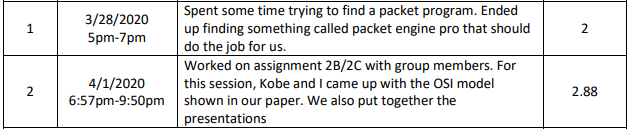 1
3/28/2020
5pm-7pm
Spent some time trying to find a packet program. Ended
up finding something called packet engine pro that should
do the job for us.
2
2
4/1/2020
6:57pm-9:50pm
Worked on assignment 2B/2C with group members. For
this session, Kobe and I came up with the OSI model
shown in our paper. We also put together the
presentations
2.88